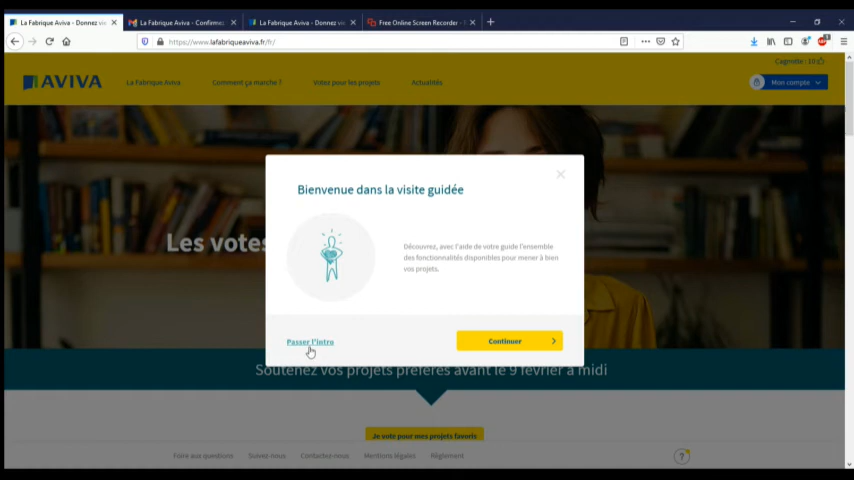 La Fabrique Aviva - Donnez vi
La Fabrique Aviva - Confirmez
La Fabrique Aviva - Donnez vi
Free Online Screen Recorder -
https://www.lafabriqueaviva.fr/fr/
Cagnotte : 10
AVIVA
La Fabrique Aviva
Comment ça marche ?
Votez pour les projets
Actualités
Mon compte
Les votes
Bienvenue dans la visite guidée
Découvrez, avec l'aide de votre guide l'ensemble
des fonctionnalités disponibles pour mener à bien
vos projets.
Passer l'intro
Continuer
Soutenez vos projets préférés avant le 9 février à midi
Je vote pour mes projets favoris
Foire aux questions
Suivez-nous
Contactez-nous
Mentions légales
Règlement
?